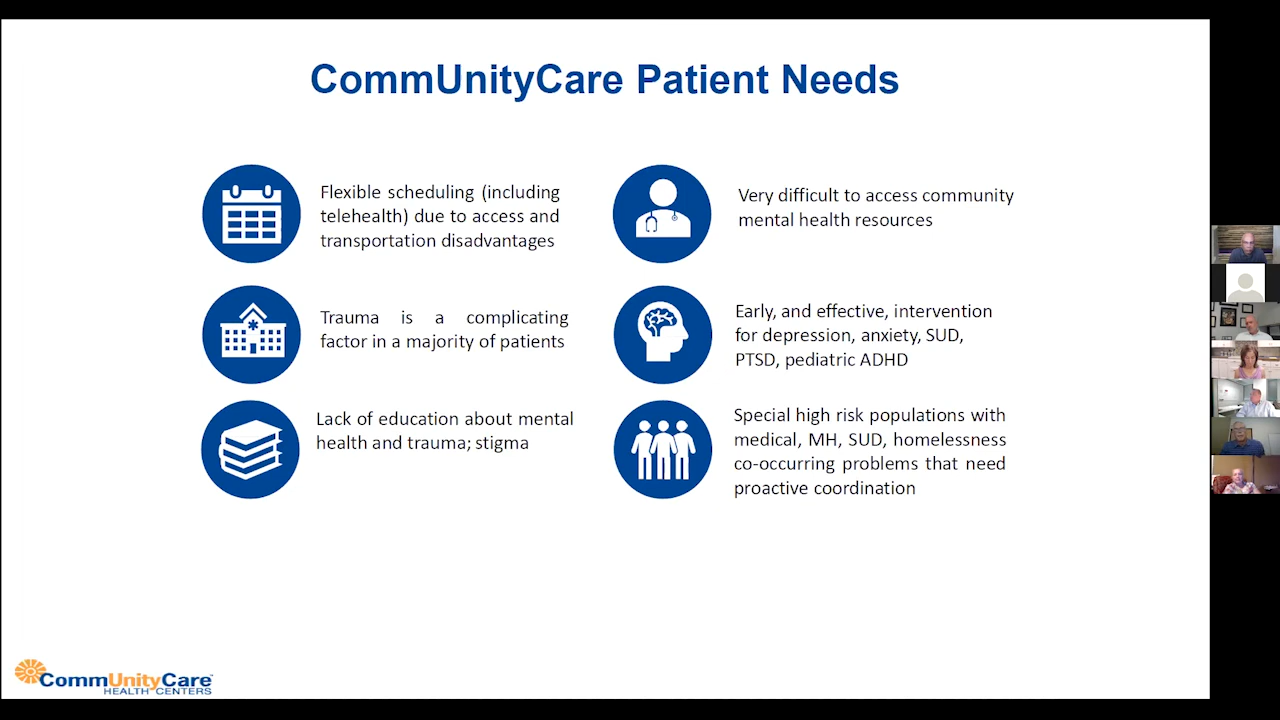 CommUnityCare Patient Needs
Flexible scheduling (including
telehealth) due to access and
transportation disadvantages
Very difficult to access community
mental health resources
Trauma is a complicating
factor in a majority of patients
Early, and effective, intervention
for depression, anxiety, SUD,
PTSD, pediatric ADHD
Lack of education about mental
health and trauma; stigma
Special high risk populations with
medical, MH, SUD, homelessness
co-occurring problems that need
proactive coordination
CommUnityCare
HEALTH CENTERS